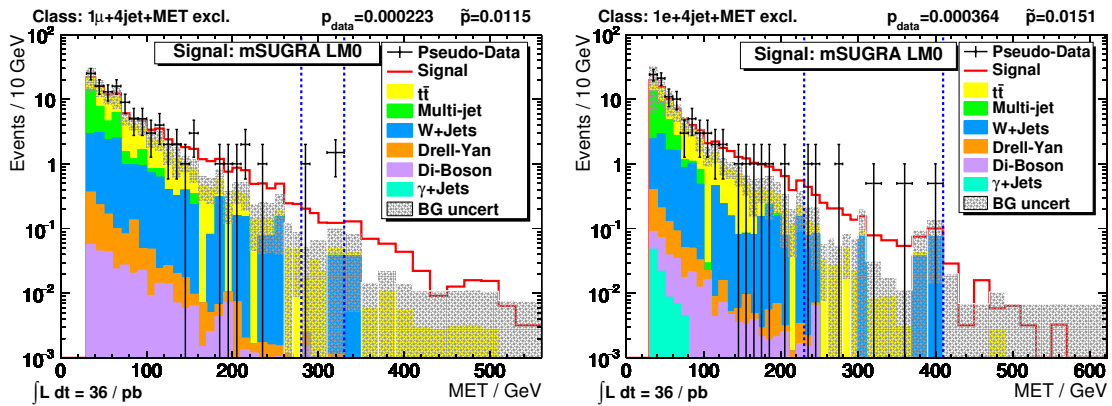 Class: 1μ+4jet+MET excl.
p_data=0.000223 p̃=0.0115
Signal: mSUGRA LM0
Pseudo-Data
Signal
tt̄
Multi-jet
W+Jets
Drell-Yan
Di-Boson
γ+Jets
BG uncert
Events / 10 GeV
10^2
10
1
10^-1
10^-2
10^-3
0 100 200 300 400 500
MET / GeV
∫L dt = 36 / pb
Class: 1e+4jet+MET excl.
p_data=0.000364 p̃=0.0151
Signal: mSUGRA LM0
Pseudo-Data
Signal
tt̄
Multi-jet
W+Jets
Drell-Yan
Di-Boson
γ+Jets
BG uncert
Events / 10 GeV
10^2
10
1
10^-1
10^-2
10^-3
0 100 200 300 400 500 600
MET / GeV
∫L dt = 36 / pb